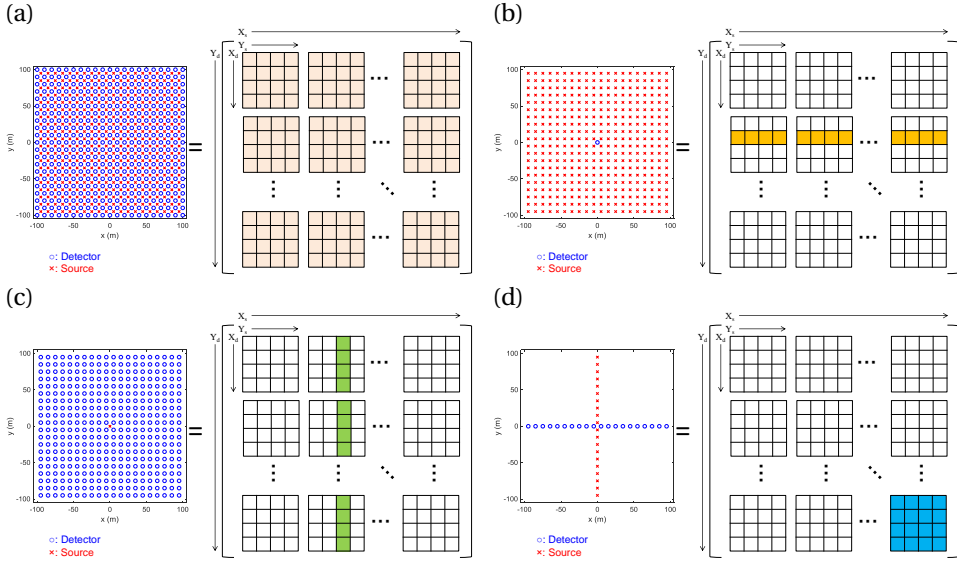 (a)
100
50
0
-50
-100
y (m)
-100 -50 0 50 100
x (m)
o: Detector
×: Source
=
X_s
Y_s
Y_d X_d
...
(b)
100
50
0
-50
-100
y (m)
-100 -50 0 50 100
x (m)
o: Detector
×: Source
=
X_s
Y_s
Y_d X_d
...
(c)
100
50
0
-50
-100
y (m)
-100 -50 0 50 100
x (m)
o: Detector
×: Source
=
X_s
Y_s
Y_d X_d
...
(d)
100
50
0
-50
-100
y (m)
-100 -50 0 50 100
x (m)
o: Detector
×: Source
=
X_s
Y_s
Y_d X_d
...